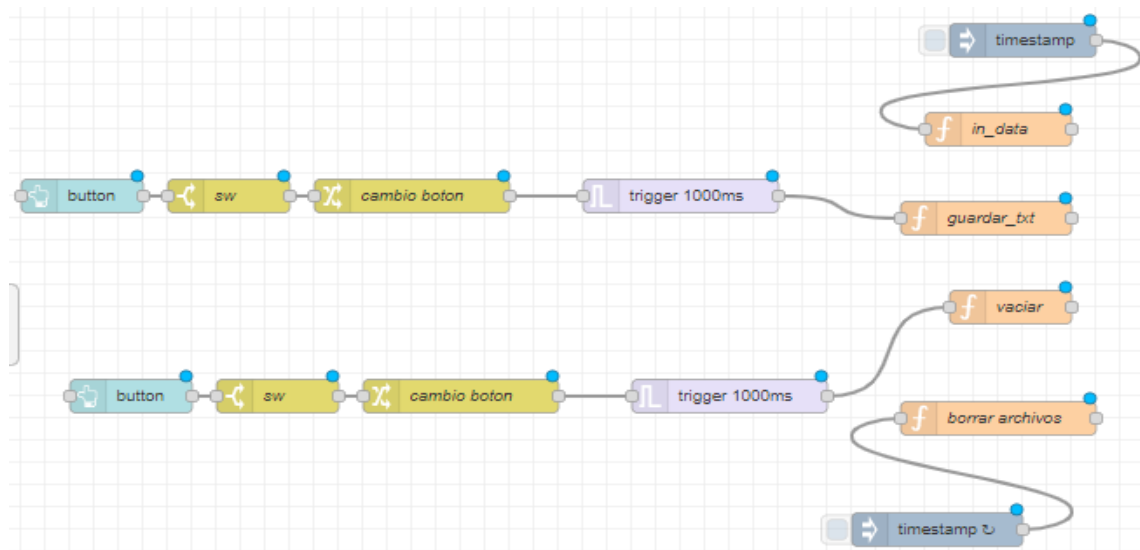 timestamp
in_data
button sw cambio boton trigger 1000ms
guardar_txt
vaciar
button sw cambio boton trigger 1000ms
borrar archivos
timestamp ↻